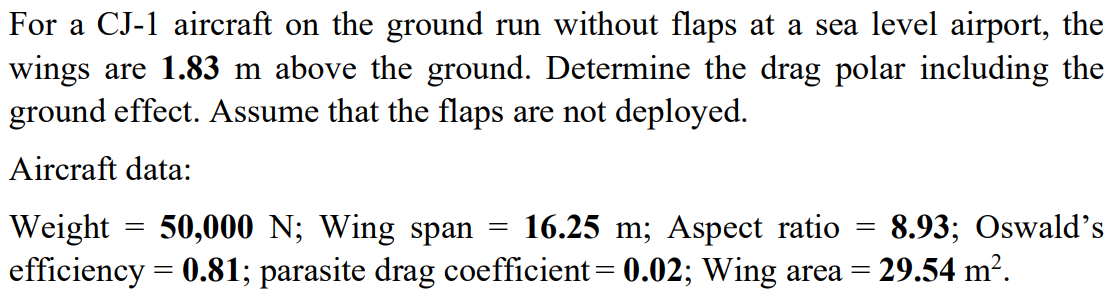 For a CJ-1 aircraft on the ground run without flaps at a sea level airport, the
wings are 1.83 m above the ground. Determine the drag polar including the
ground effect. Assume that the flaps are not deployed.
Aircraft data:
Weight = 50,000 N; Wing span = 16.25 m; Aspect ratio = 8.93; Oswald’s
efficiency = 0.81; parasite drag coefficient= 0.02; Wing area = 29.54 m².